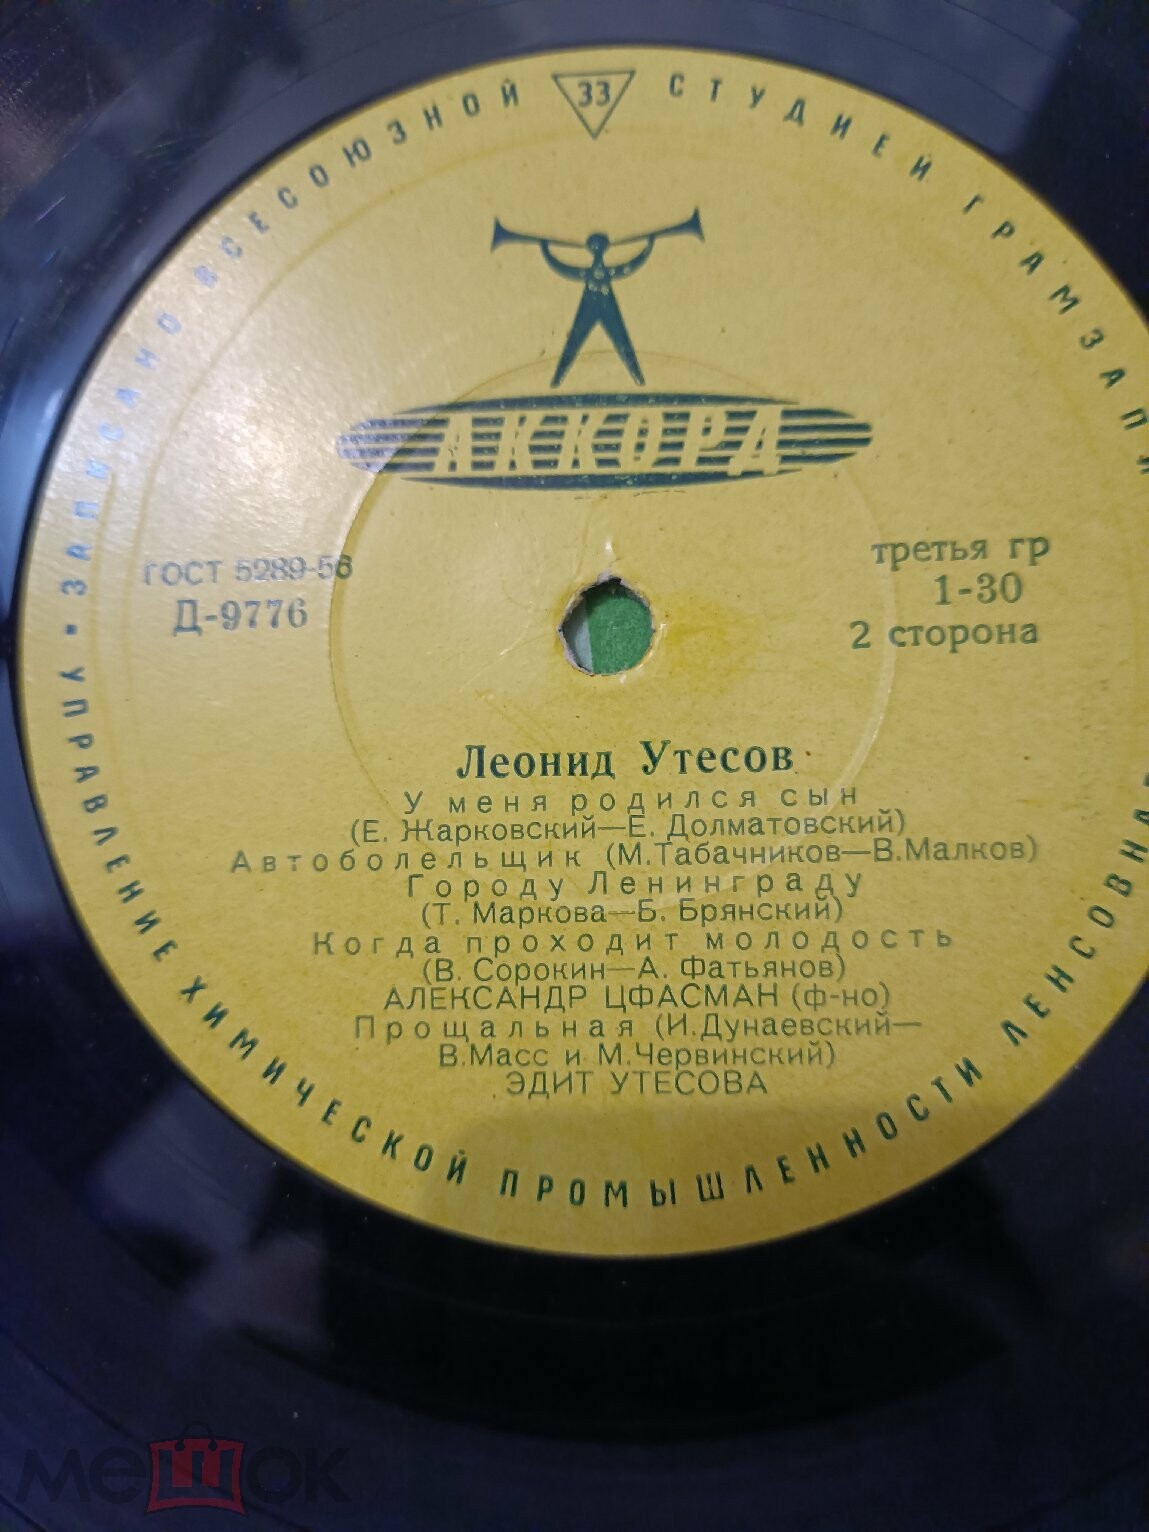 ЗАПИСАНО ВСЕСОЮЗНОЙ СТУДИЕЙ ГРАМЗАПИ
33
АККОРД
ГОСТ 5289-56
Д-9776
третья гр
1-30
2 сторона
Леонид Утесов
У меня родился сын
(Е. Жарковский—Е. Долматовский)
Автоболельщик (М.Табачников—В.Малков)
Городу Ленинграду
(Т. Маркова—Б. Брянский)
Когда проходит молодость
(В. Сорокин—А. Фатьянов)
АЛЕКСАНДР ЦФАСМАН (ф-но)
Прощальная (И.Дунаевский—
В.Масс и М.Червинский)
ЭДИТ УТЕСОВА
УПРАВЛЕНИЕ ХИМИЧЕСКОЙ ПРОМЫШЛЕННОСТИ ЛЕНСОВНАР
мешок